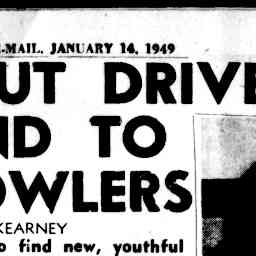 -MAIL, JANUARY 14, 1949
UT DRIVE
ND TO
OWLERS
KEARNEY
o find new, youthful